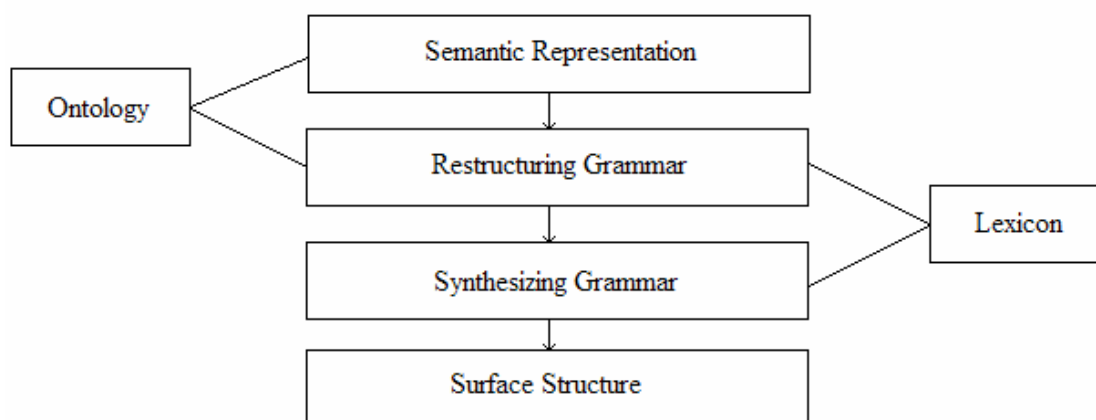 Semantic Representation
Ontology
Restructuring Grammar
Lexicon
Synthesizing Grammar
Surface Structure